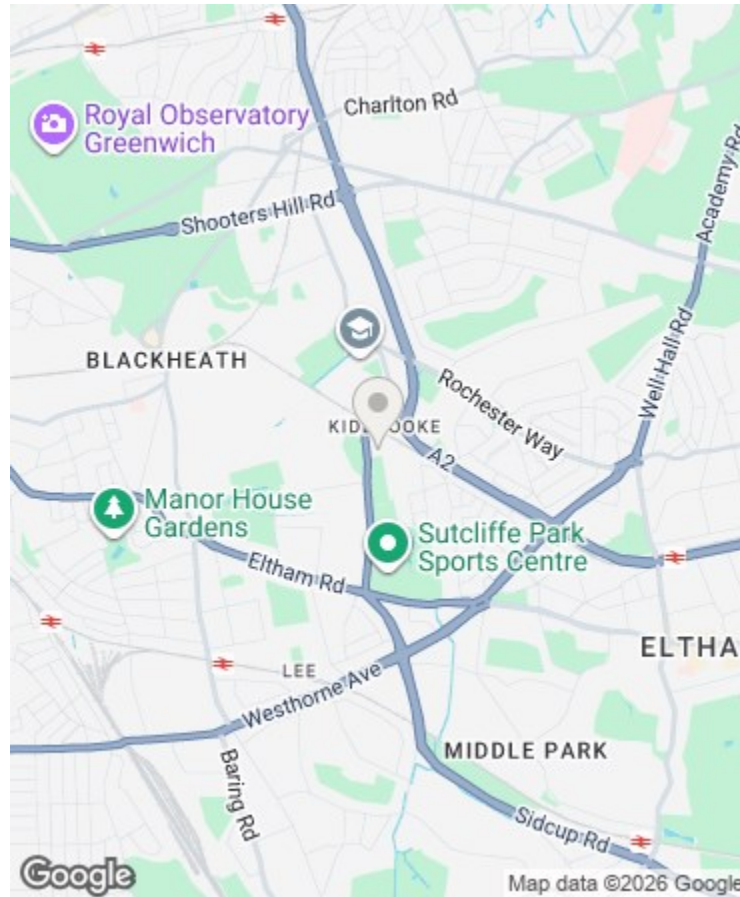 Charlton Rd
Royal Observatory
Greenwich
Academy Rd
Shooters Hill Rd
Well Hall Rd
BLACKHEATH
Rochester Way
A2
Manor House
Gardens
Sutcliffe Park
Sports Centre
Eltham Rd
ELTHA
LEE
Westhorne Ave
MIDDLE PARK
Baring Rd
Sidcup Rd
Google
Map data ©2026 Google